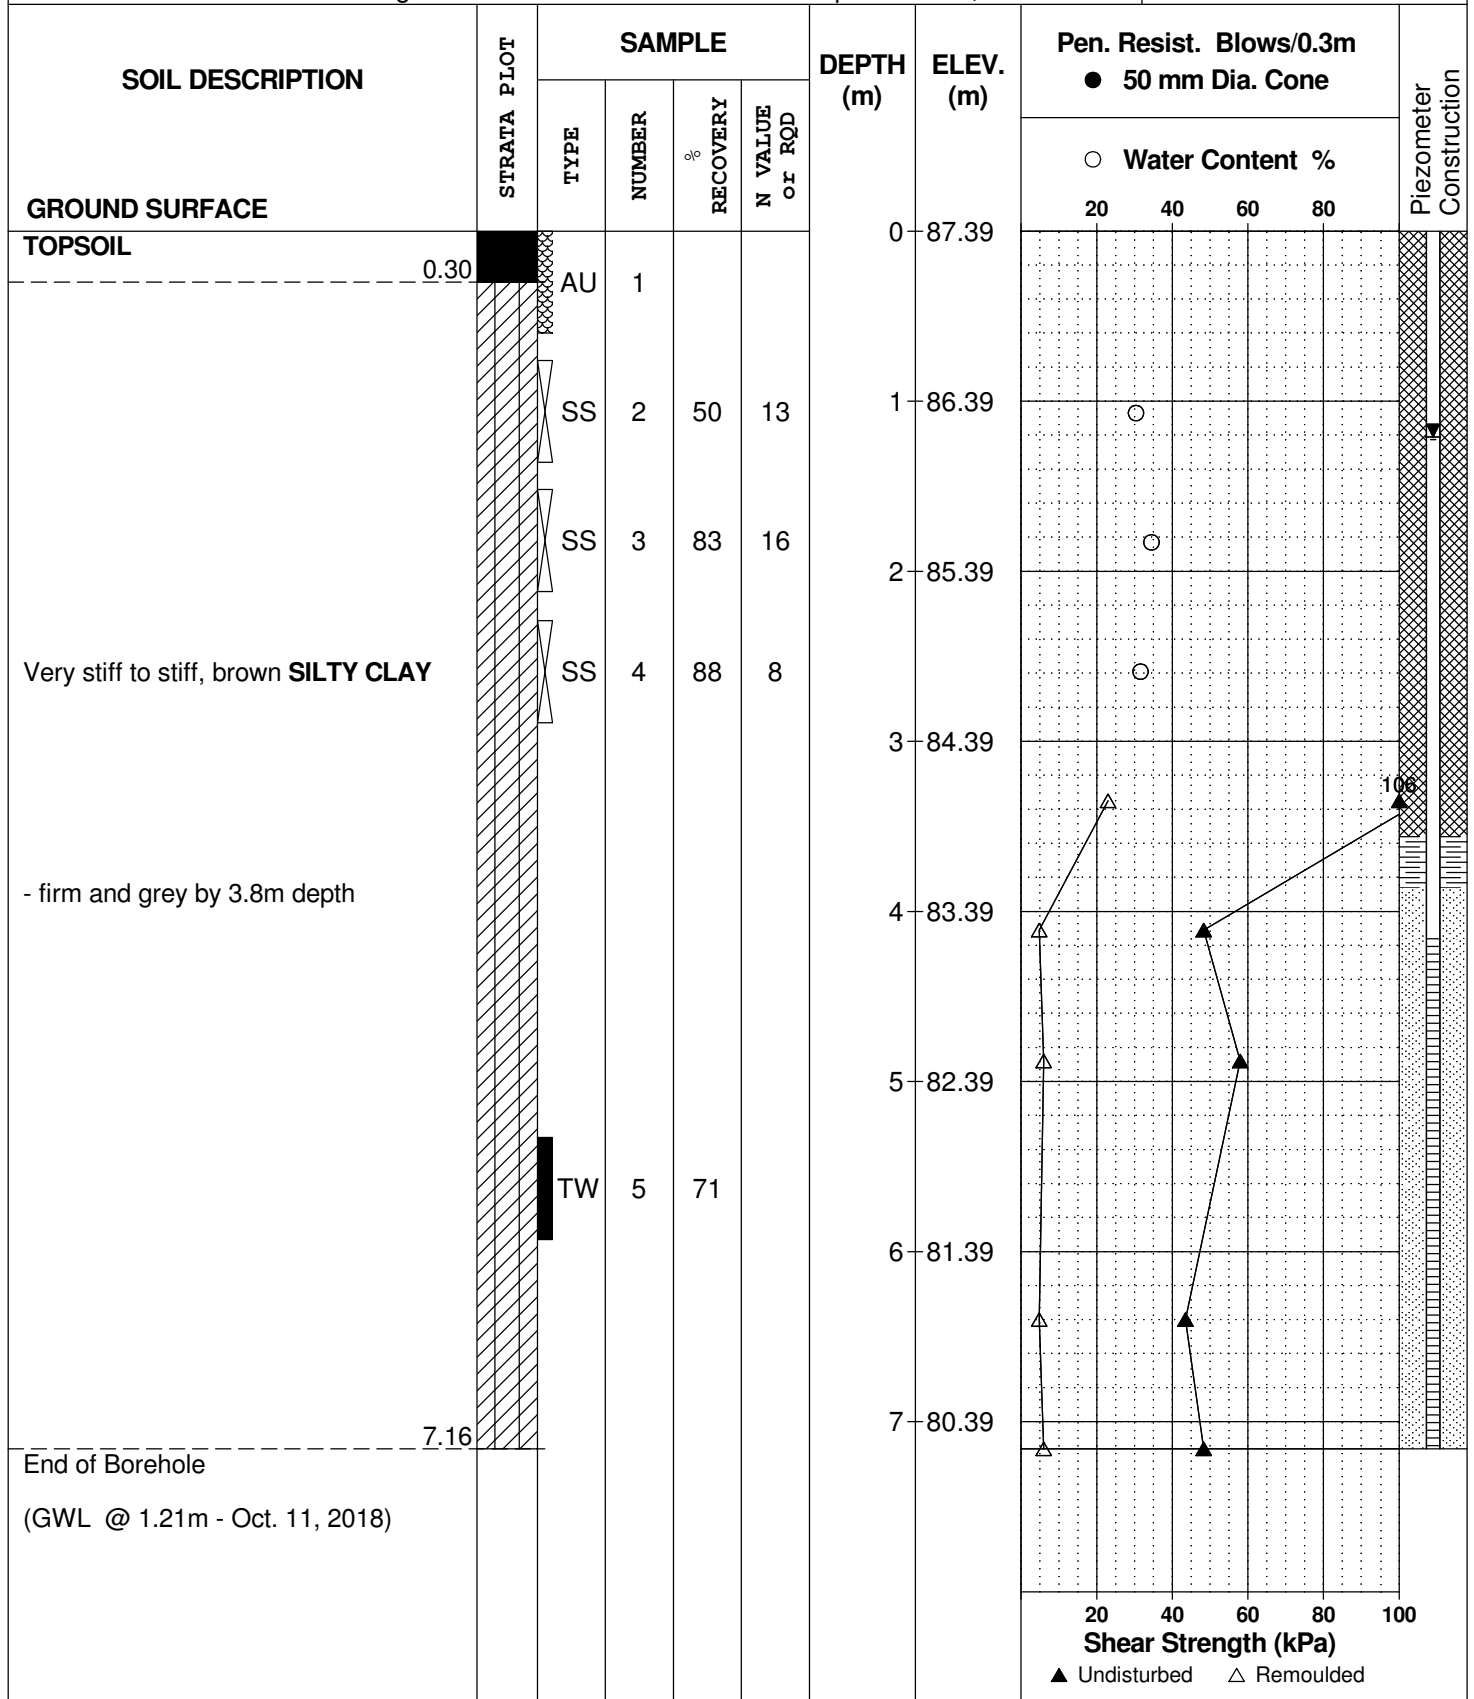 SOIL DESCRIPTION
GROUND SURFACE
STRATA PLOT
SAMPLE
TYPE
NUMBER
%
RECOVERY
N VALUE
or RQD
DEPTH
(m)
ELEV.
(m)
Pen. Resist. Blows/0.3m
● 50 mm Dia. Cone
○ Water Content %
20 40 60 80
Piezometer
Construction
0 87.39
TOPSOIL
0.30
AU 1
1 86.39
SS 2 50 13
SS 3 83 16
2 85.39
Very stiff to stiff, brown SILTY CLAY
SS 4 88 8
3 84.39
106
- firm and grey by 3.8m depth
4 83.39
5 82.39
TW 5 71
6 81.39
7 80.39
7.16
End of Borehole
(GWL @ 1.21m - Oct. 11, 2018)
20 40 60 80 100
Shear Strength (kPa)
▲ Undisturbed △ Remoulded